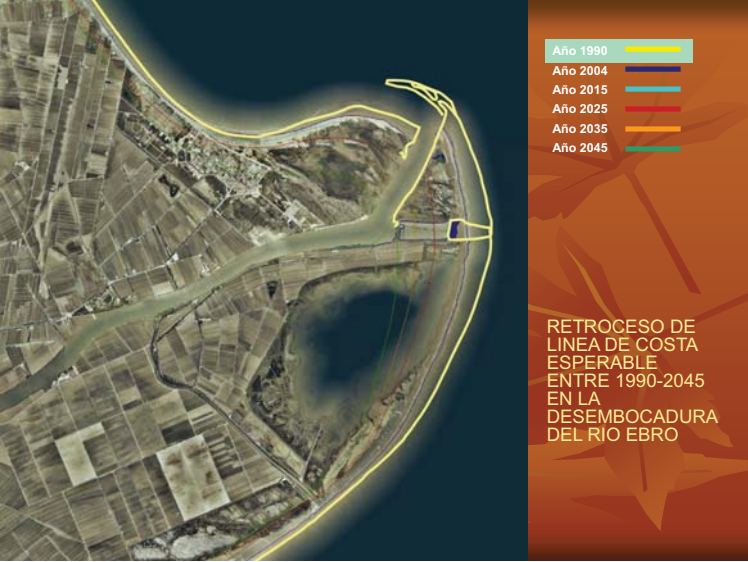 Año 1990
Año 2004
Año 2015
Año 2025
Año 2035
Año 2045
RETROCESO DE
LINEA DE COSTA
ESPERABLE
ENTRE 1990-2045
EN LA
DESEMBOCADURA
DEL RIO EBRO